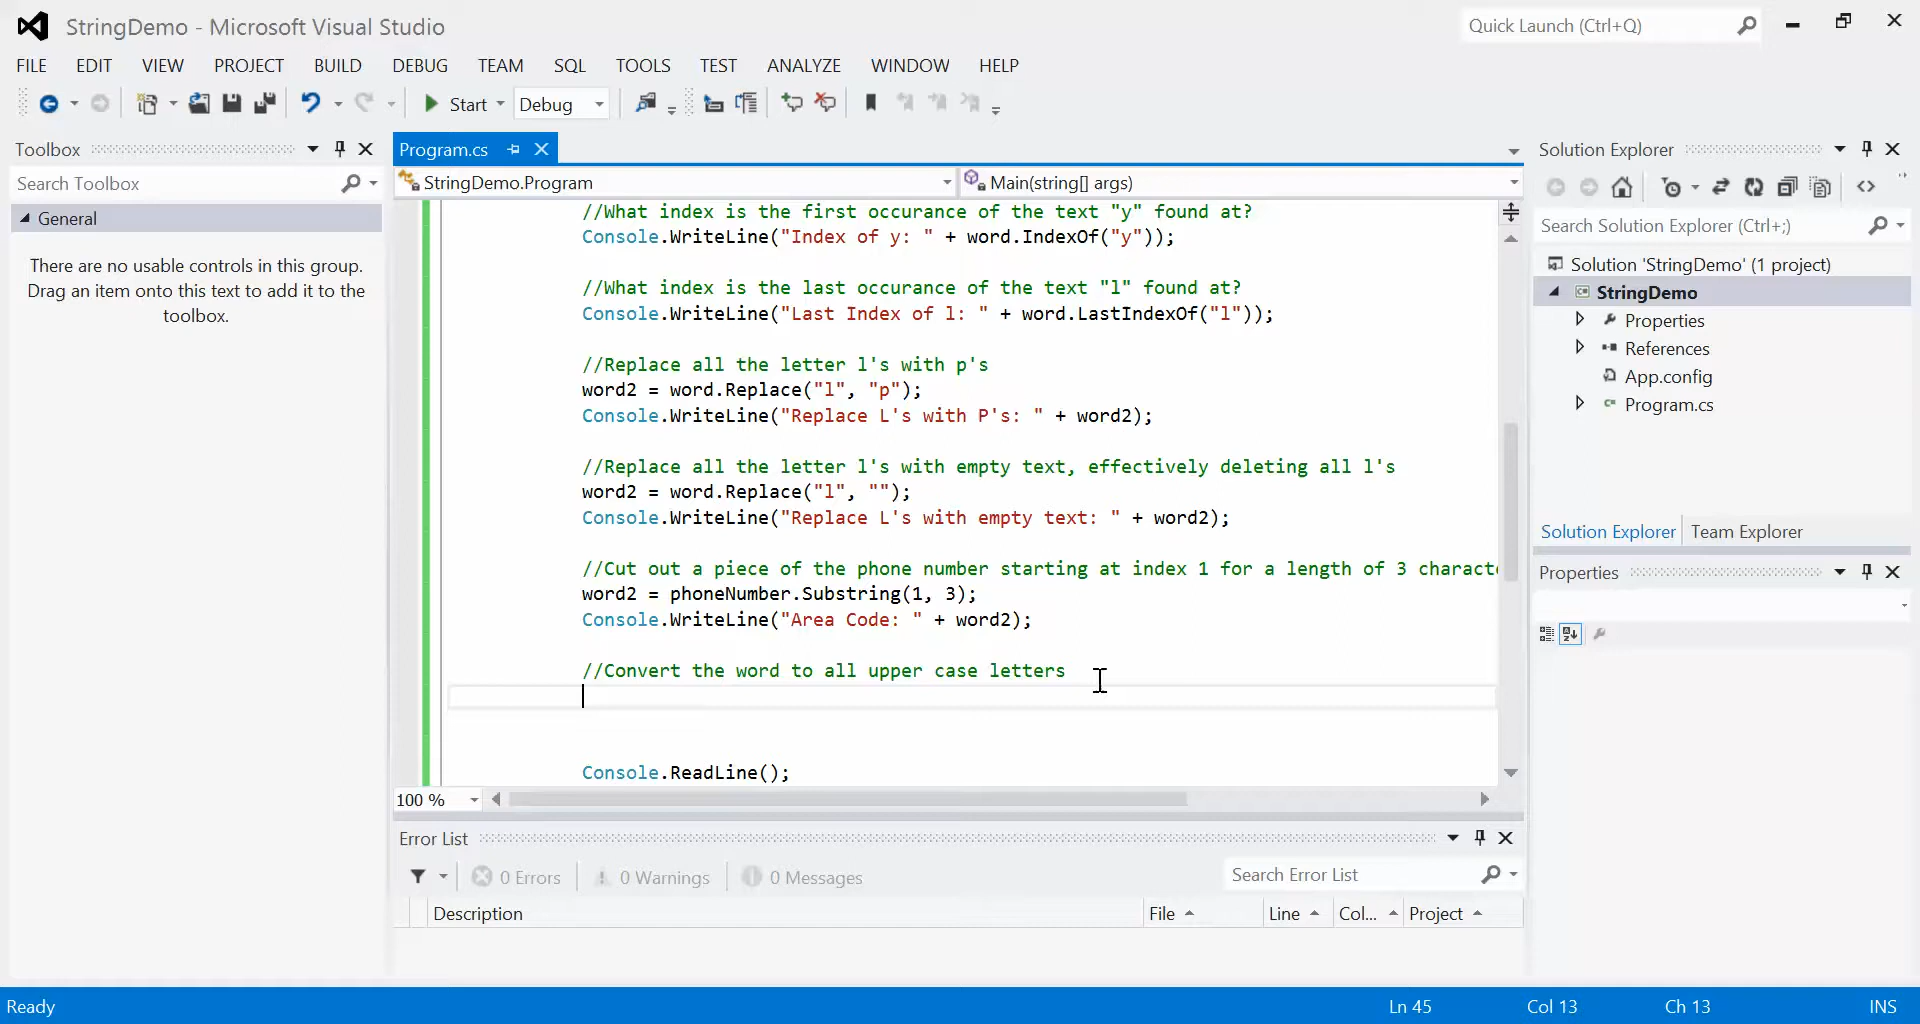 StringDemo - Microsoft Visual Studio
Quick Launch (Ctrl+Q)
FILE EDIT VIEW PROJECT BUILD DEBUG TEAM SQL TOOLS TEST ANALYZE WINDOW HELP
Start Debug
Toolbox
Search Toolbox
General
There are no usable controls in this group.
Drag an item onto this text to add it to the
toolbox.
Program.cs
StringDemo.Program
Main(string[] args)
//What index is the first occurance of the text "y" found at?
Console.WriteLine("Index of y: " + word.IndexOf("y"));
//What index is the last occurance of the text "l" found at?
Console.WriteLine("Last Index of l: " + word.LastIndexOf("l"));
//Replace all the letter l's with p's
word2 = word.Replace("l", "p");
Console.WriteLine("Replace L's with P's: " + word2);
//Replace all the letter l's with empty text, effectively deleting all l's
word2 = word.Replace("l", "");
Console.WriteLine("Replace L's with empty text: " + word2);
//Cut out a piece of the phone number starting at index 1 for a length of 3 characte
word2 = phoneNumber.Substring(1, 3);
Console.WriteLine("Area Code: " + word2);
//Convert the word to all upper case letters
Console.ReadLine();
100 %
Error List
0 Errors 0 Warnings 0 Messages
Search Error List
Description File Line Col... Project
Solution Explorer
Search Solution Explorer (Ctrl+;)
Solution 'StringDemo' (1 project)
StringDemo
Properties
References
App.config
Program.cs
Solution Explorer Team Explorer
Properties
Ready
Ln 45 Col 13 Ch 13 INS